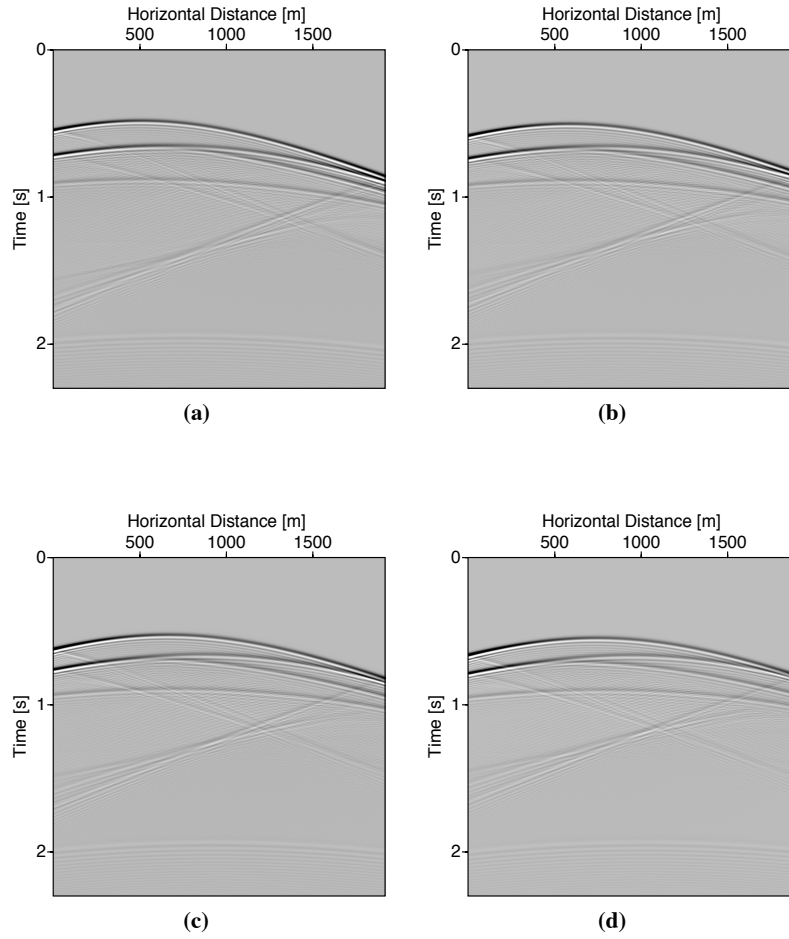 Horizontal Distance [m]
500 1000 1500
0
1
2
Time [s]
(a)
Horizontal Distance [m]
500 1000 1500
0
1
2
Time [s]
(b)
Horizontal Distance [m]
500 1000 1500
0
1
2
Time [s]
(c)
Horizontal Distance [m]
500 1000 1500
0
1
2
Time [s]
(d)